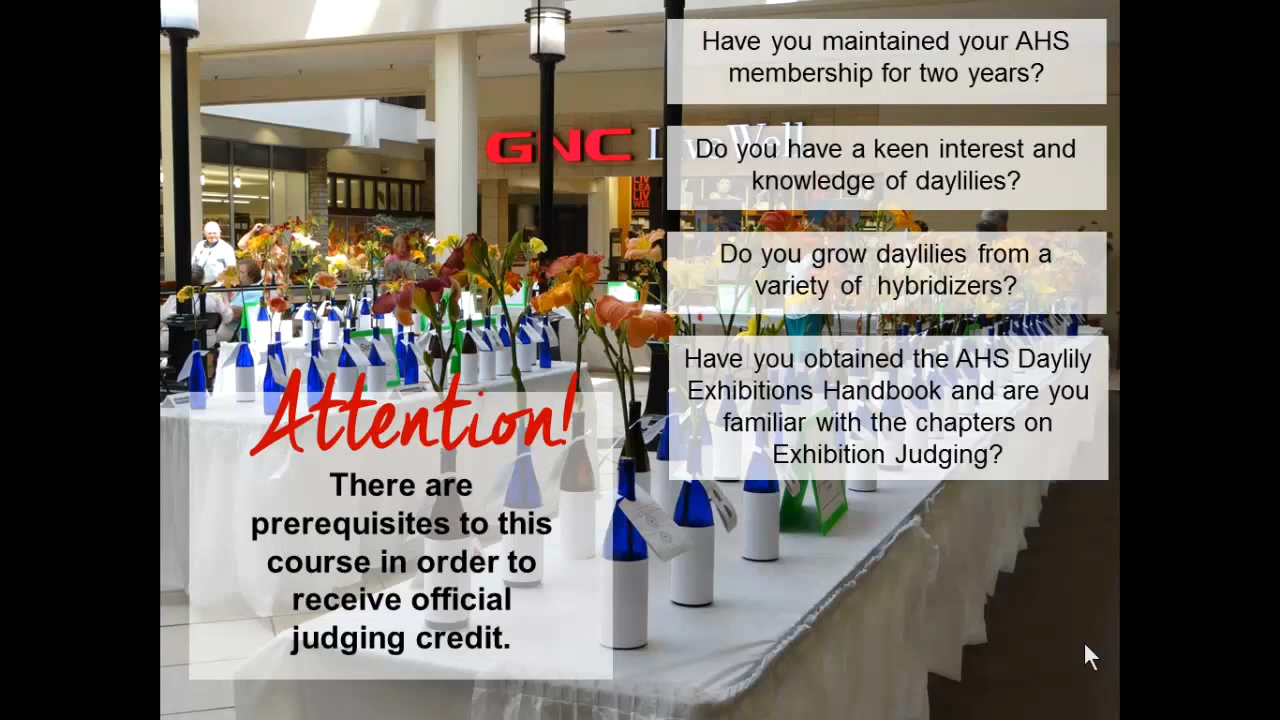 Have you maintained your AHS
membership for two years?
GNC Live Well
Do you have a keen interest and
knowledge of daylilies?
Do you grow daylilies from a
variety of hybridizers?
Have you obtained the AHS Daylily
Exhibitions Handbook and are you
familiar with the chapters on
Exhibition Judging?
Attention!
There are
prerequisites to this
course in order to
receive official
judging credit.